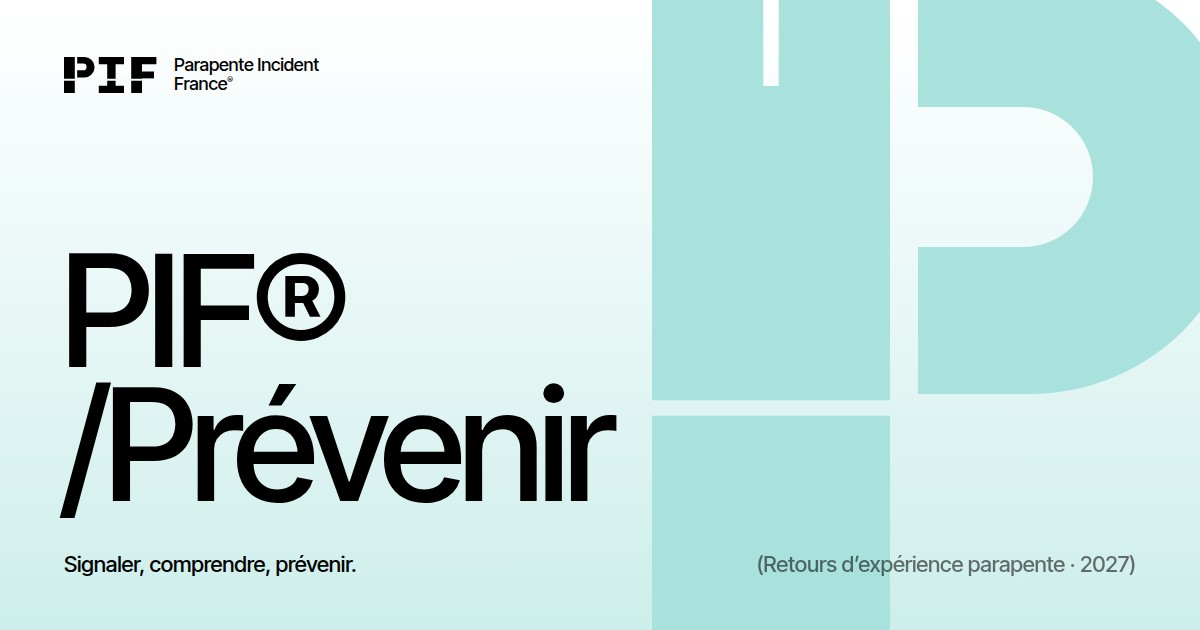 PIF
Parapente Incident
France®
PIF®
/Prévenir
Signaler, comprendre, prévenir.
(Retours d’expérience parapente · 2027)